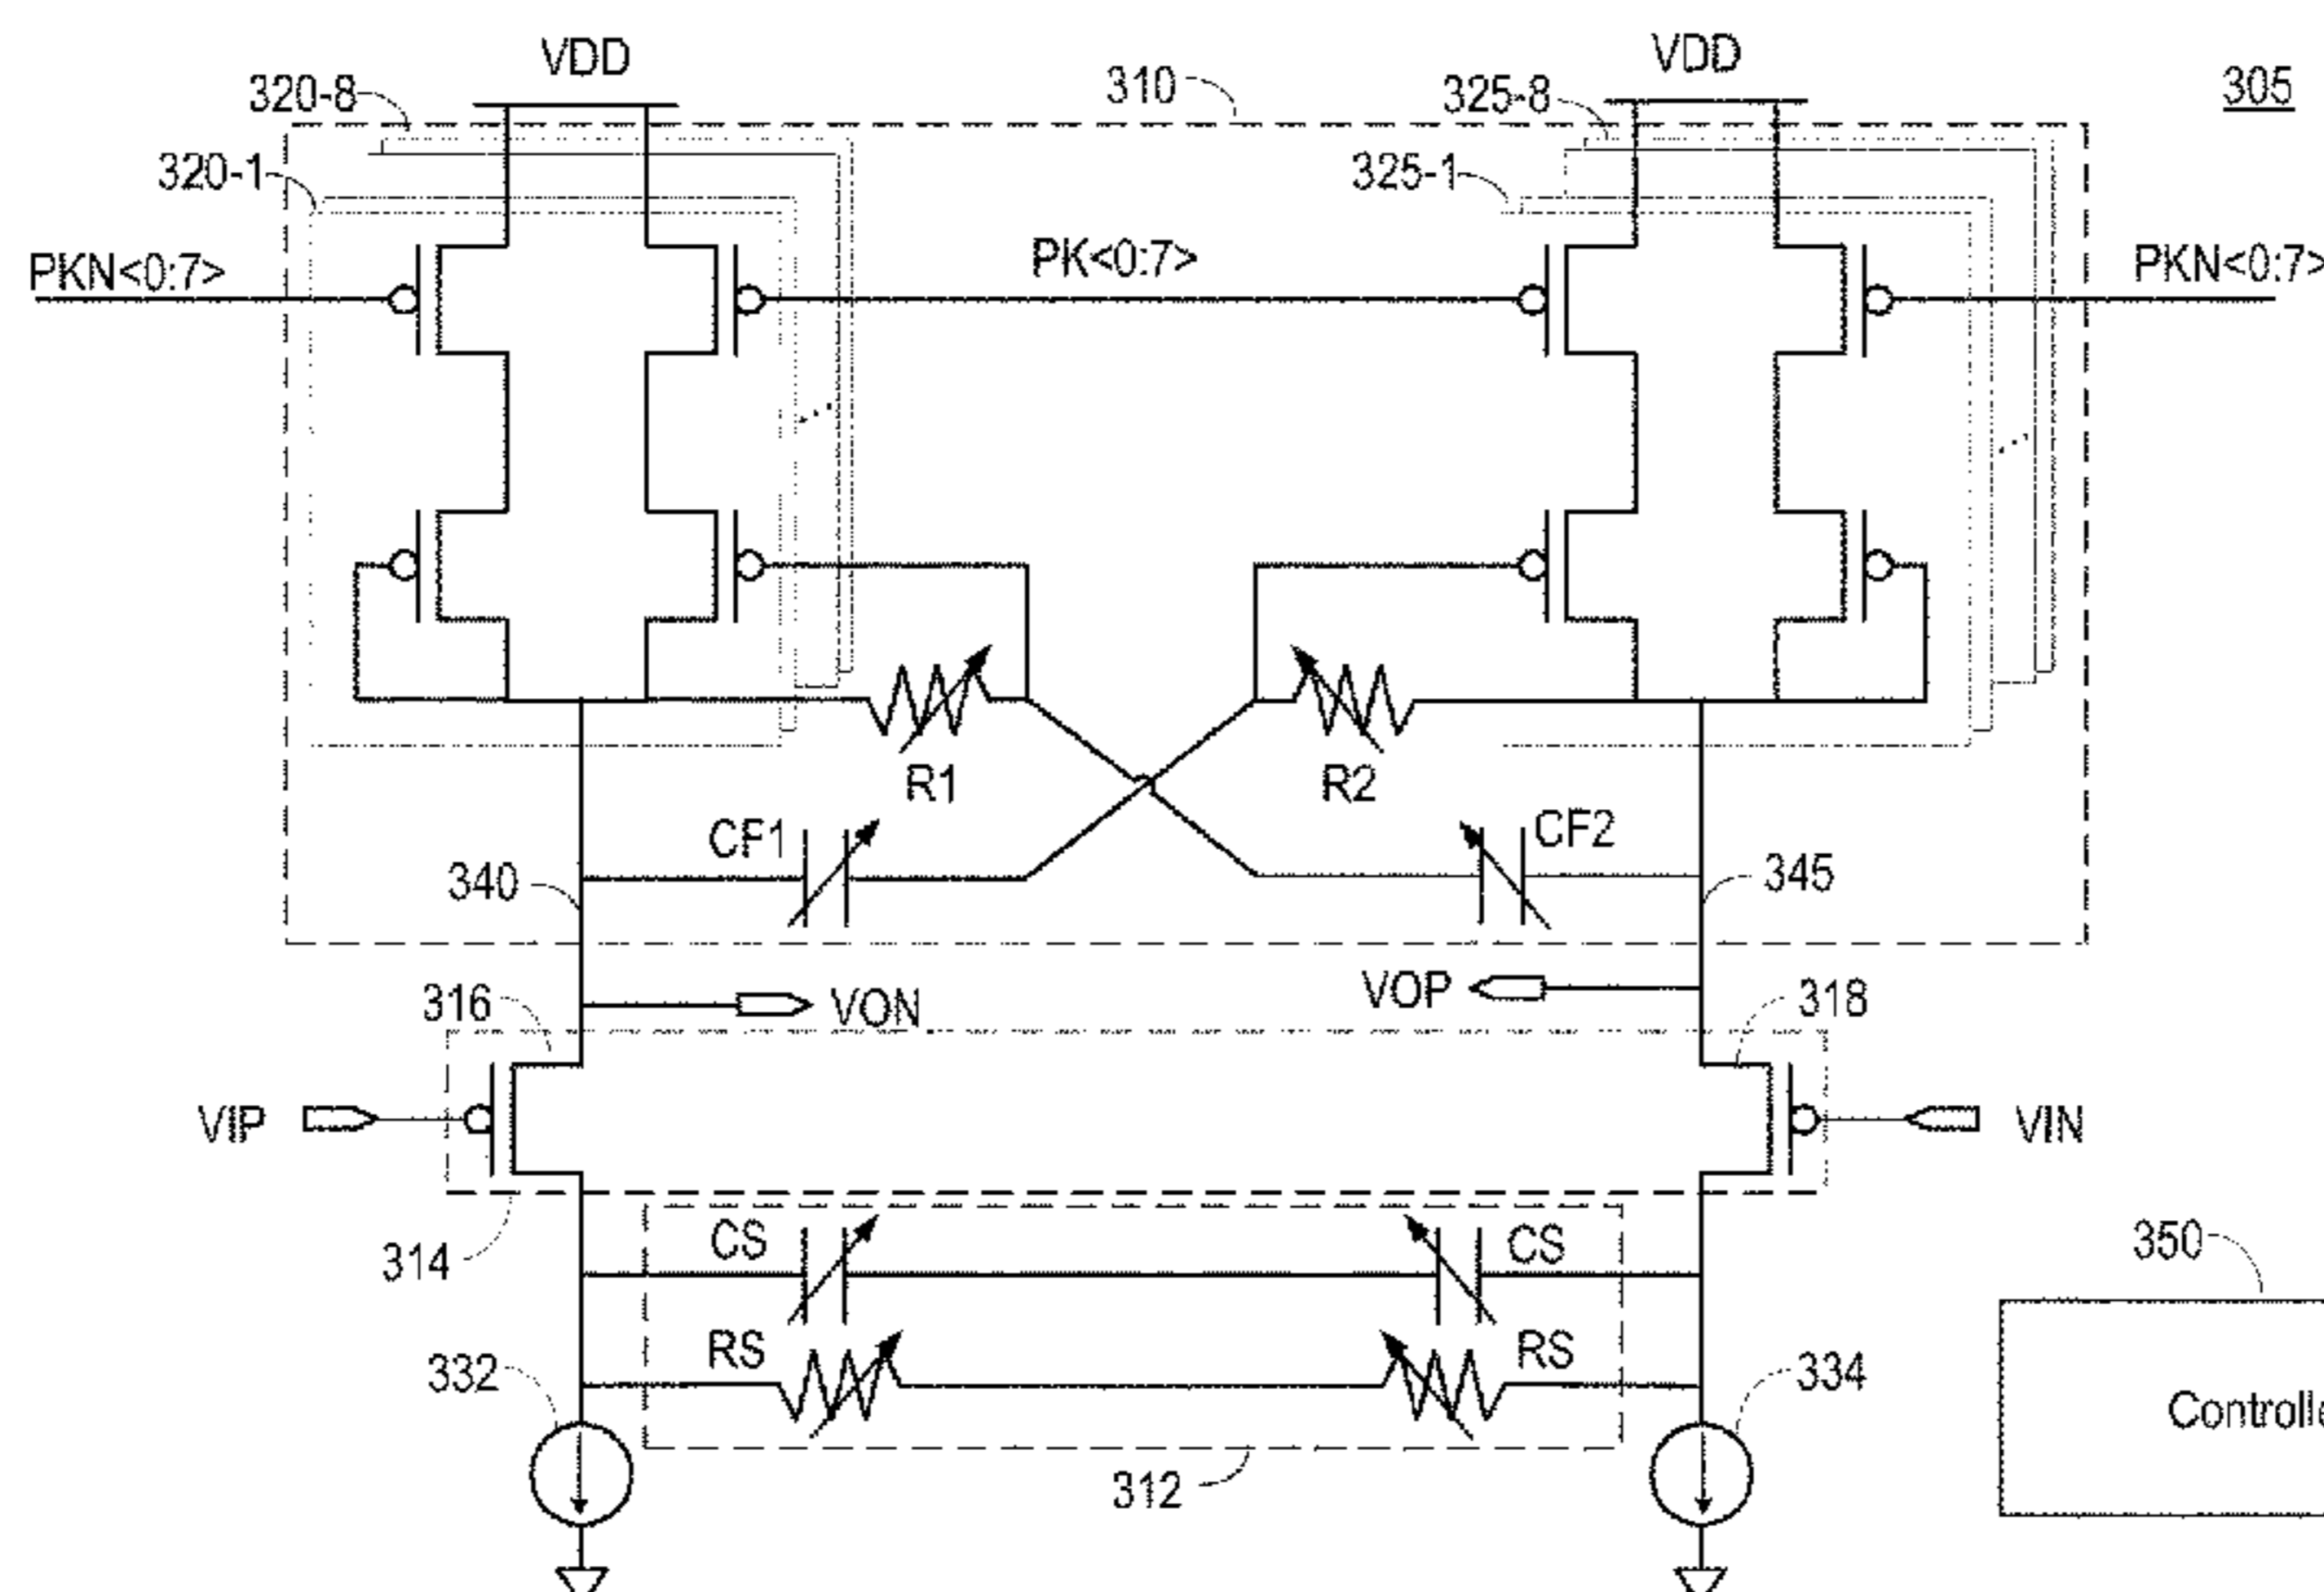 VDD
VDD
320-8
310
325-8
305
320-1
325-1
PKN<0:7>
PK<0:7>
PKN<0:7>
R1
R2
CF1
CF2
340
345
316
VON
VOP
318
VIP
VIN
314
CS
CS
350
332
RS
RS
334
Controlle
312